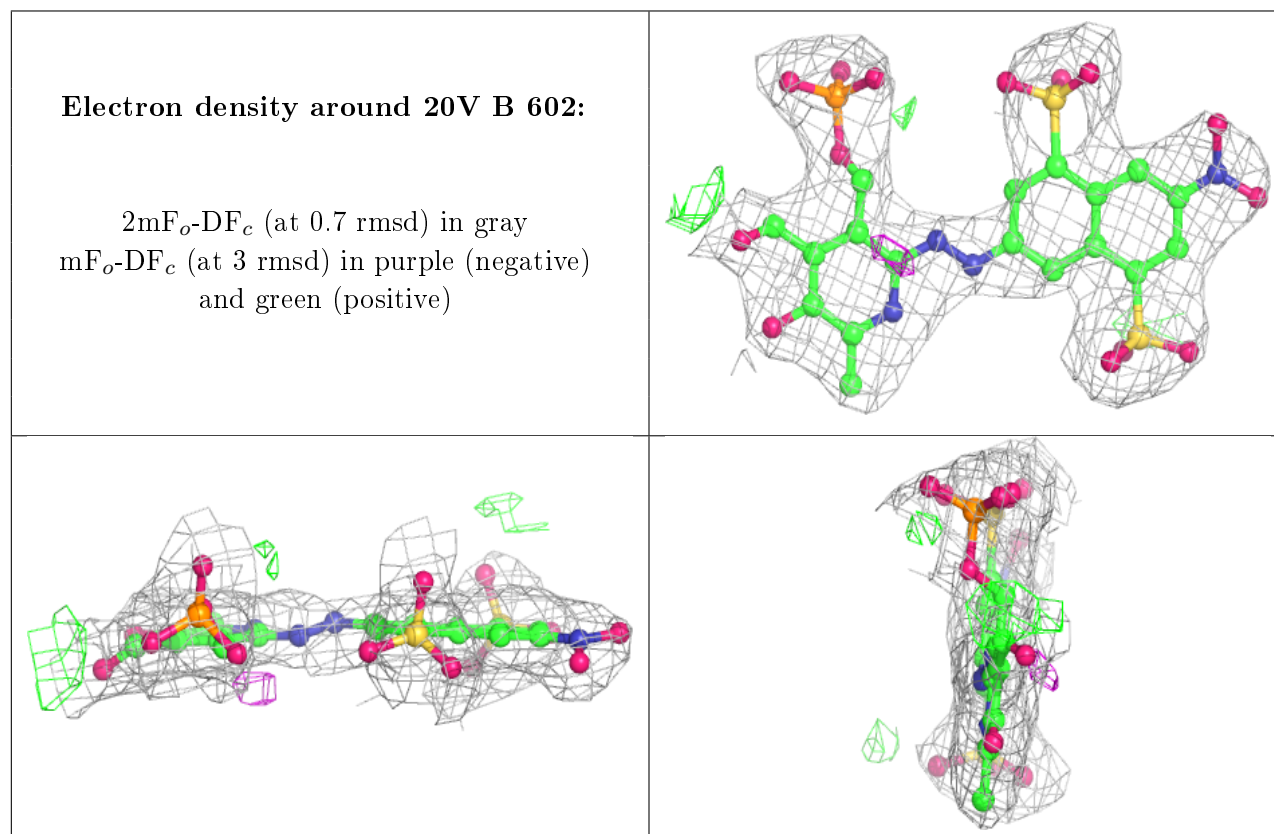 Electron density around 20V B 602:
2mFo-DFc (at 0.7 rmsd) in gray
mFo-DFc (at 3 rmsd) in purple (negative)
and green (positive)